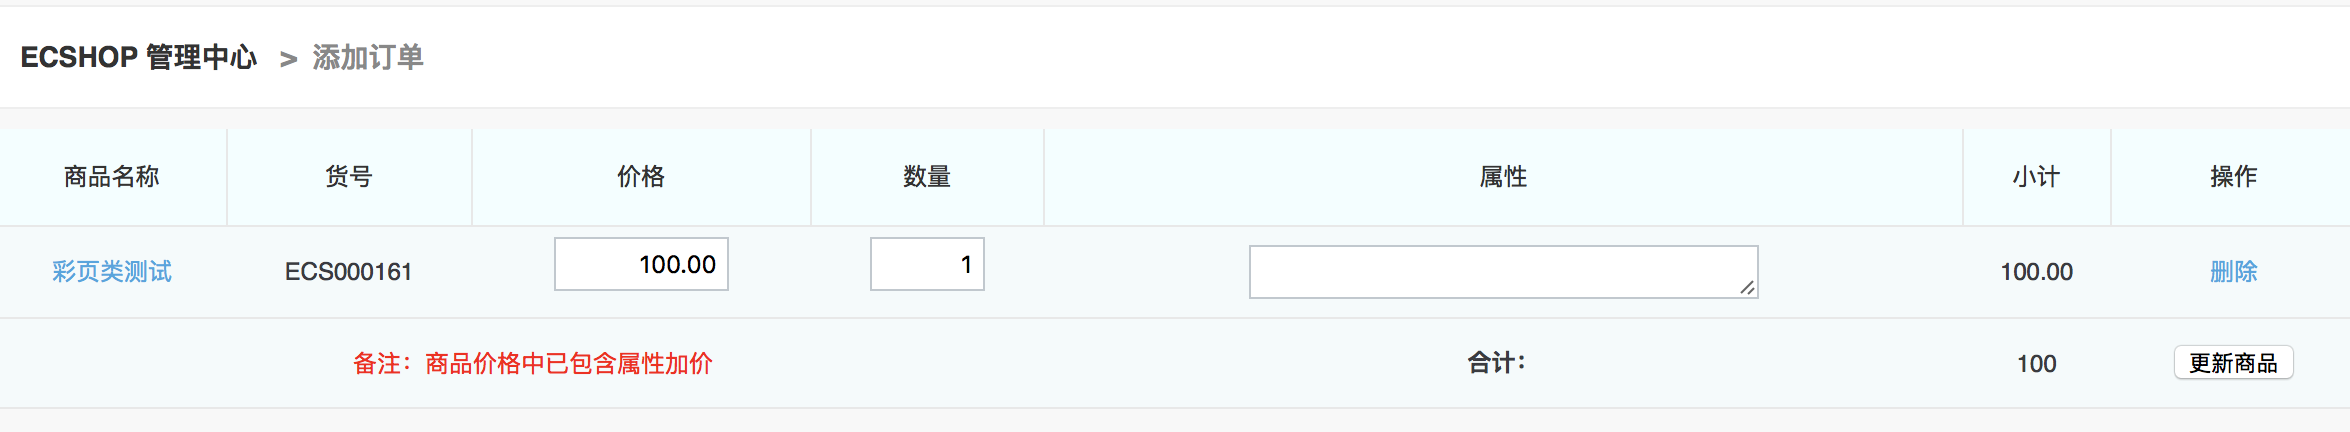 ECSHOP 管理中心 > 添加订单
商品名称 货号 价格 数量 属性 小计 操作
彩页类测试 ECS000161 100.00 1 100.00 删除
备注：商品价格中已包含属性加价 合计： 100 更新商品